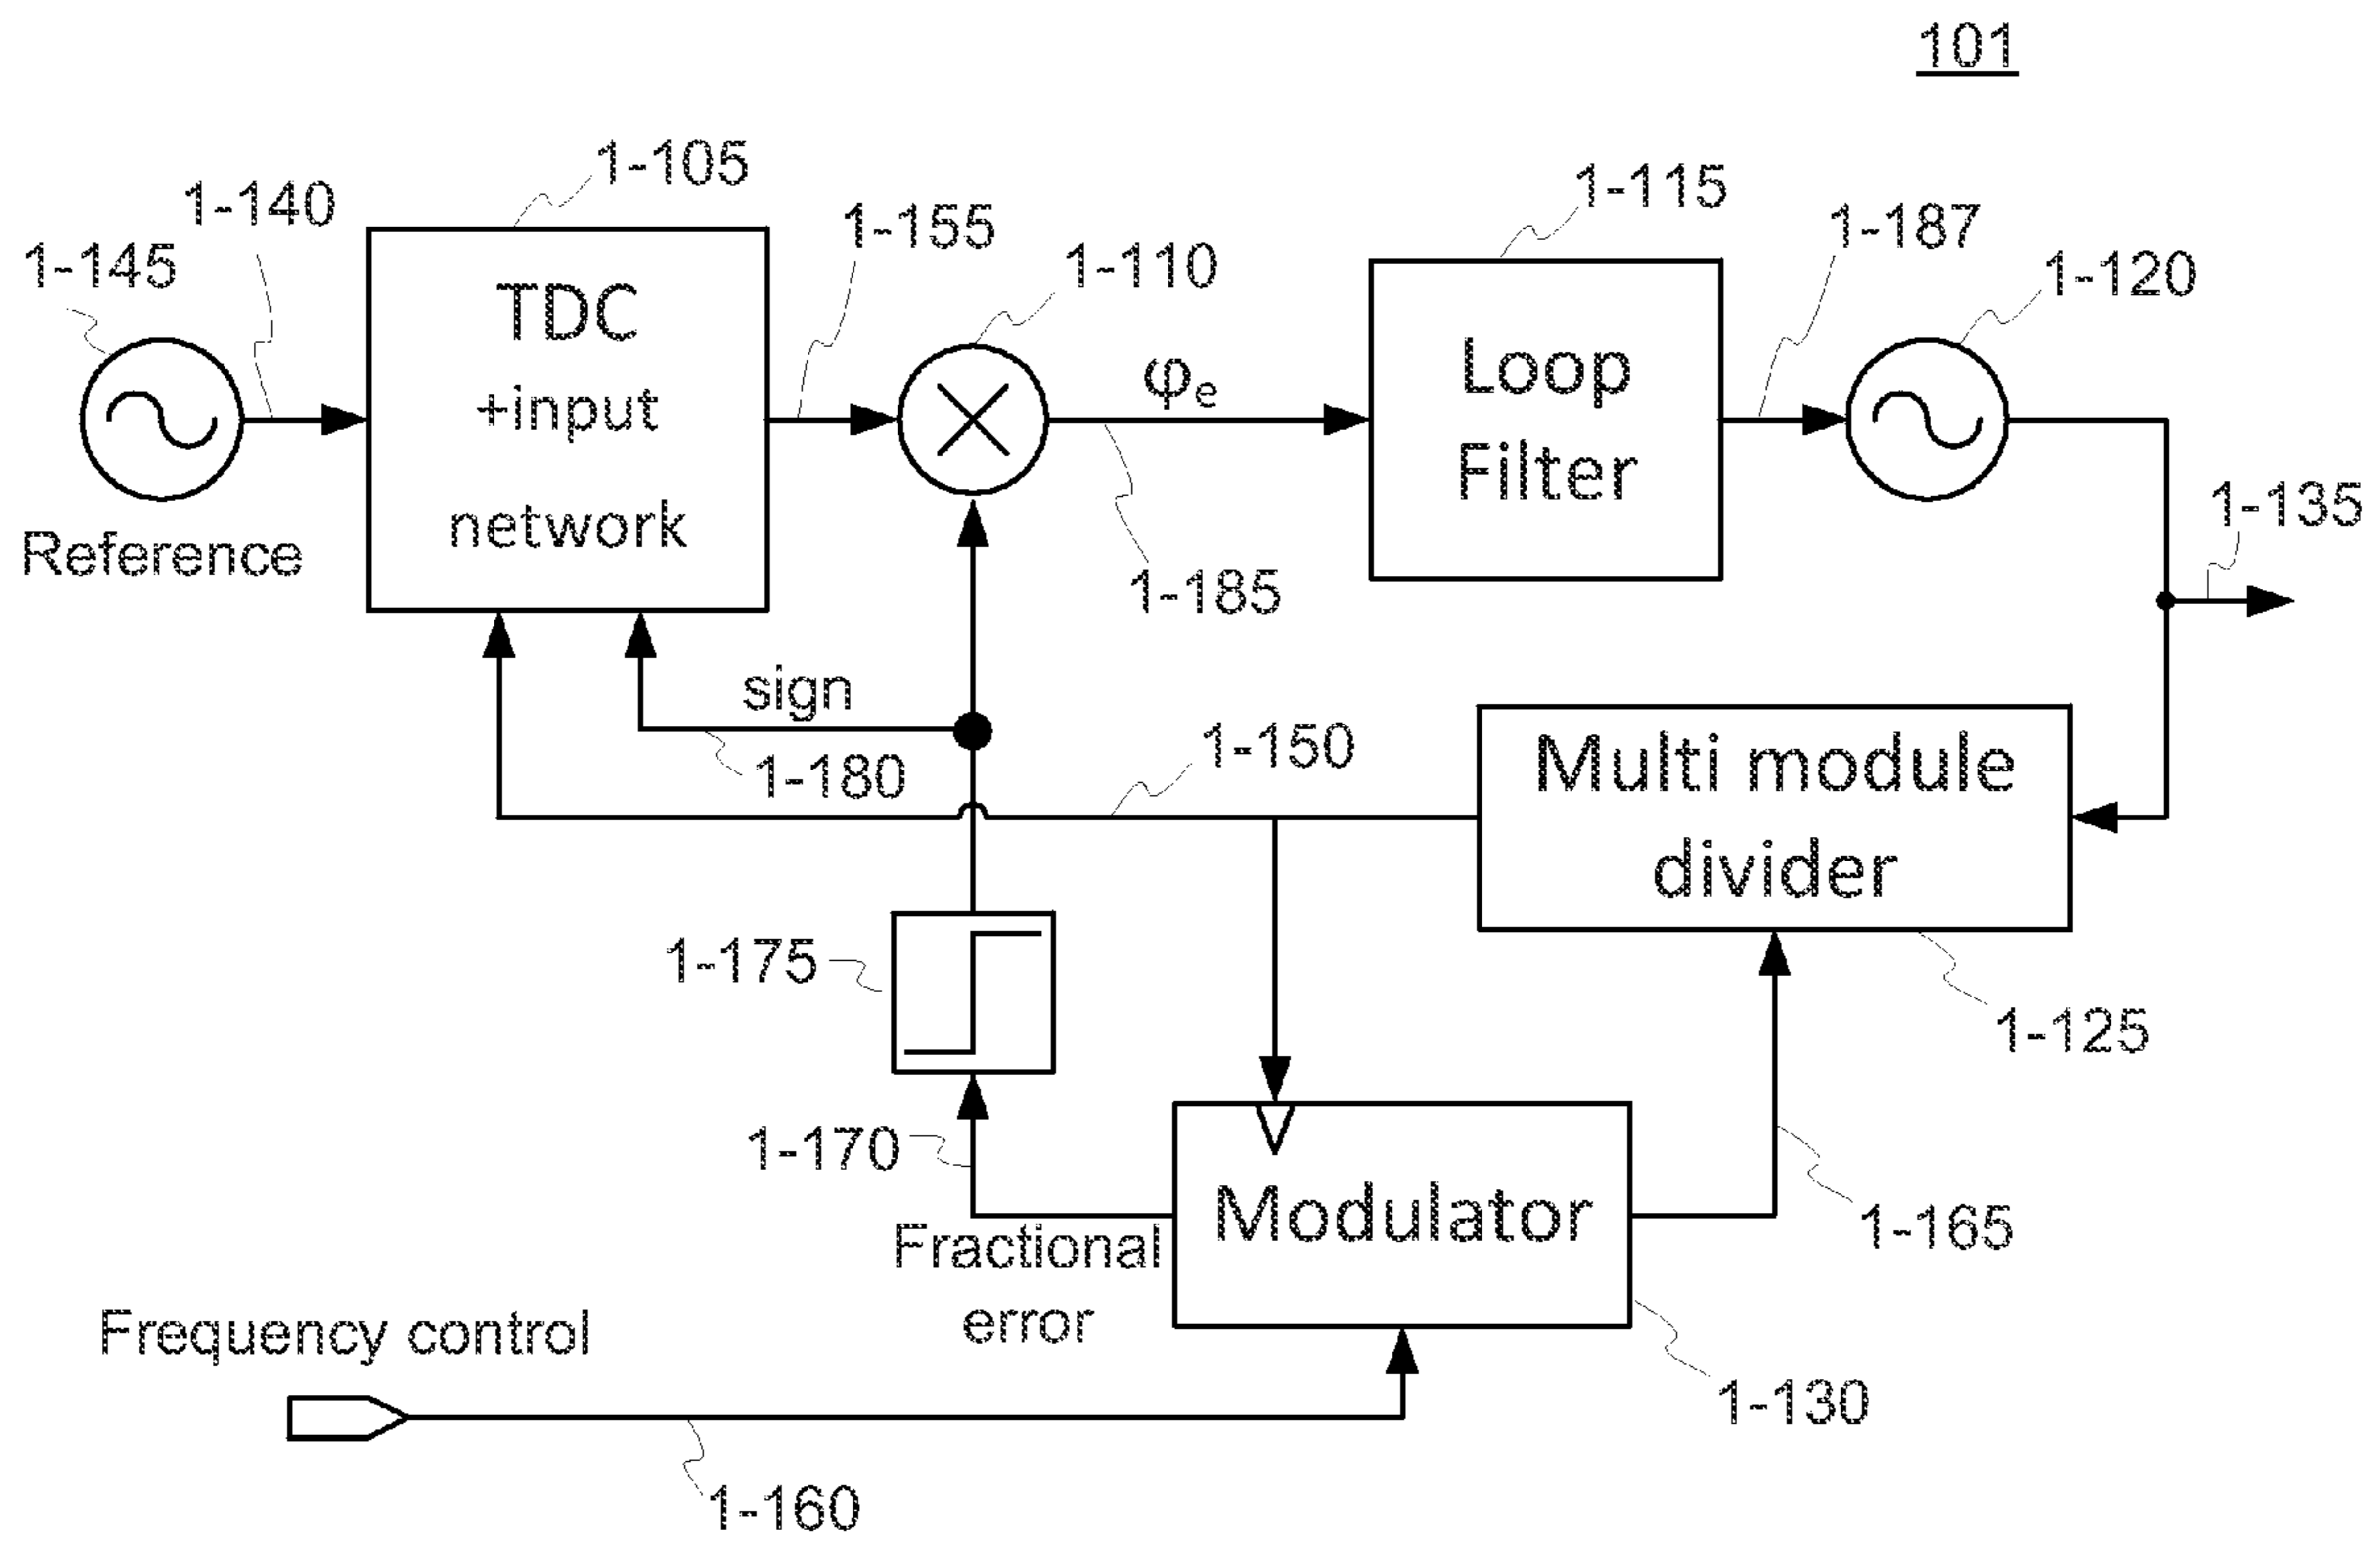 101
1-105
1-115
1-140
1-155
1-187
1-110
1-120
1-145
TDC
+input
network
φe
Loop
Filter
Reference
1-185
1-135
sign
1-180
1-150
Multi module
divider
1-175
1-125
1-170
Modulator
1-165
Fractional
error
Frequency control
1-130
1-160